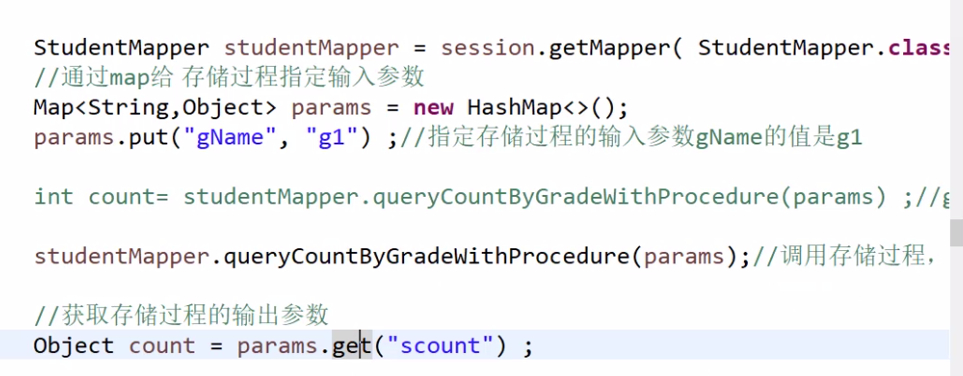 StudentMapper studentMapper = session.getMapper( StudentMapper.class
//通过map给 存储过程指定输入参数
Map<String,Object> params = new HashMap<>();
params.put("gName", "g1") ;//指定存储过程的输入参数gName的值是g1
int count= studentMapper.queryCountByGradeWithProcedure(params) ;//g
studentMapper.queryCountByGradeWithProcedure(params);//调用存储过程，
//获取存储过程的输出参数
Object count = params.get("scount") ;